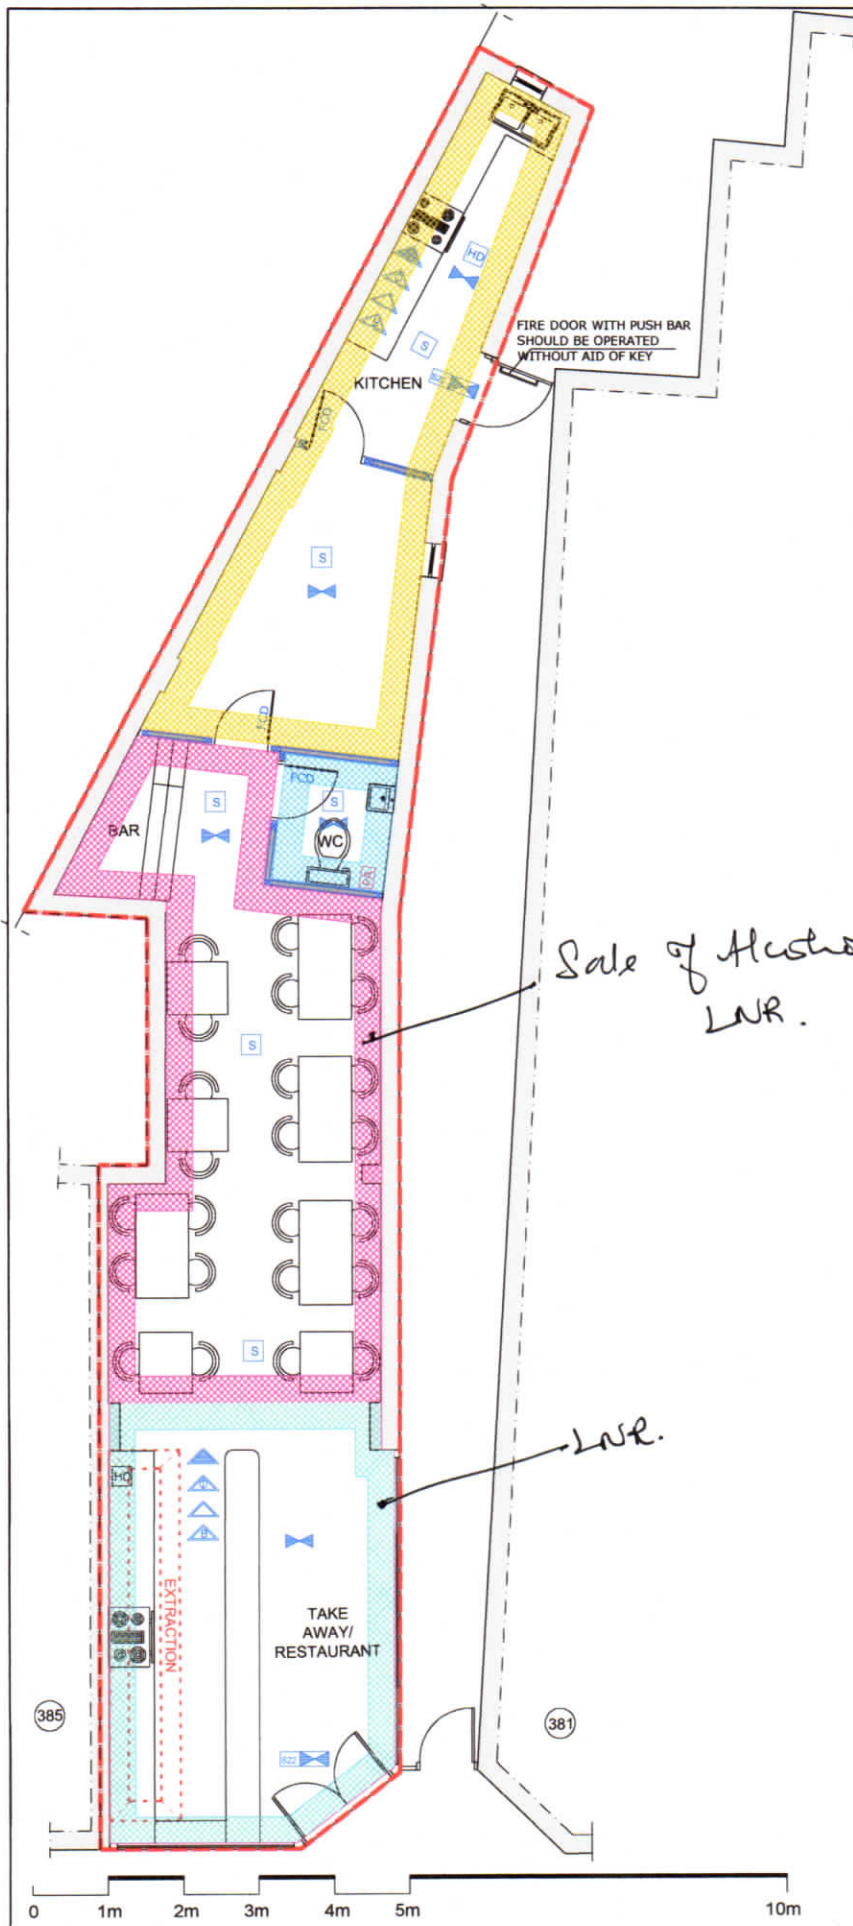 HD
FIRE DOOR WITH PUSH BAR
SHOULD BE OPERATED
WITHOUT AID OF KEY
S
KITCHEN
FCD
S
FCD
FCD
S
S
BAR
WC
Sale of Alcoho
LNR.
S
S
LNR.
HD
EXTRACTION
TAKE
AWAY/
RESTAURANT
385
381
0 1m 2m 3m 4m 5m 10m